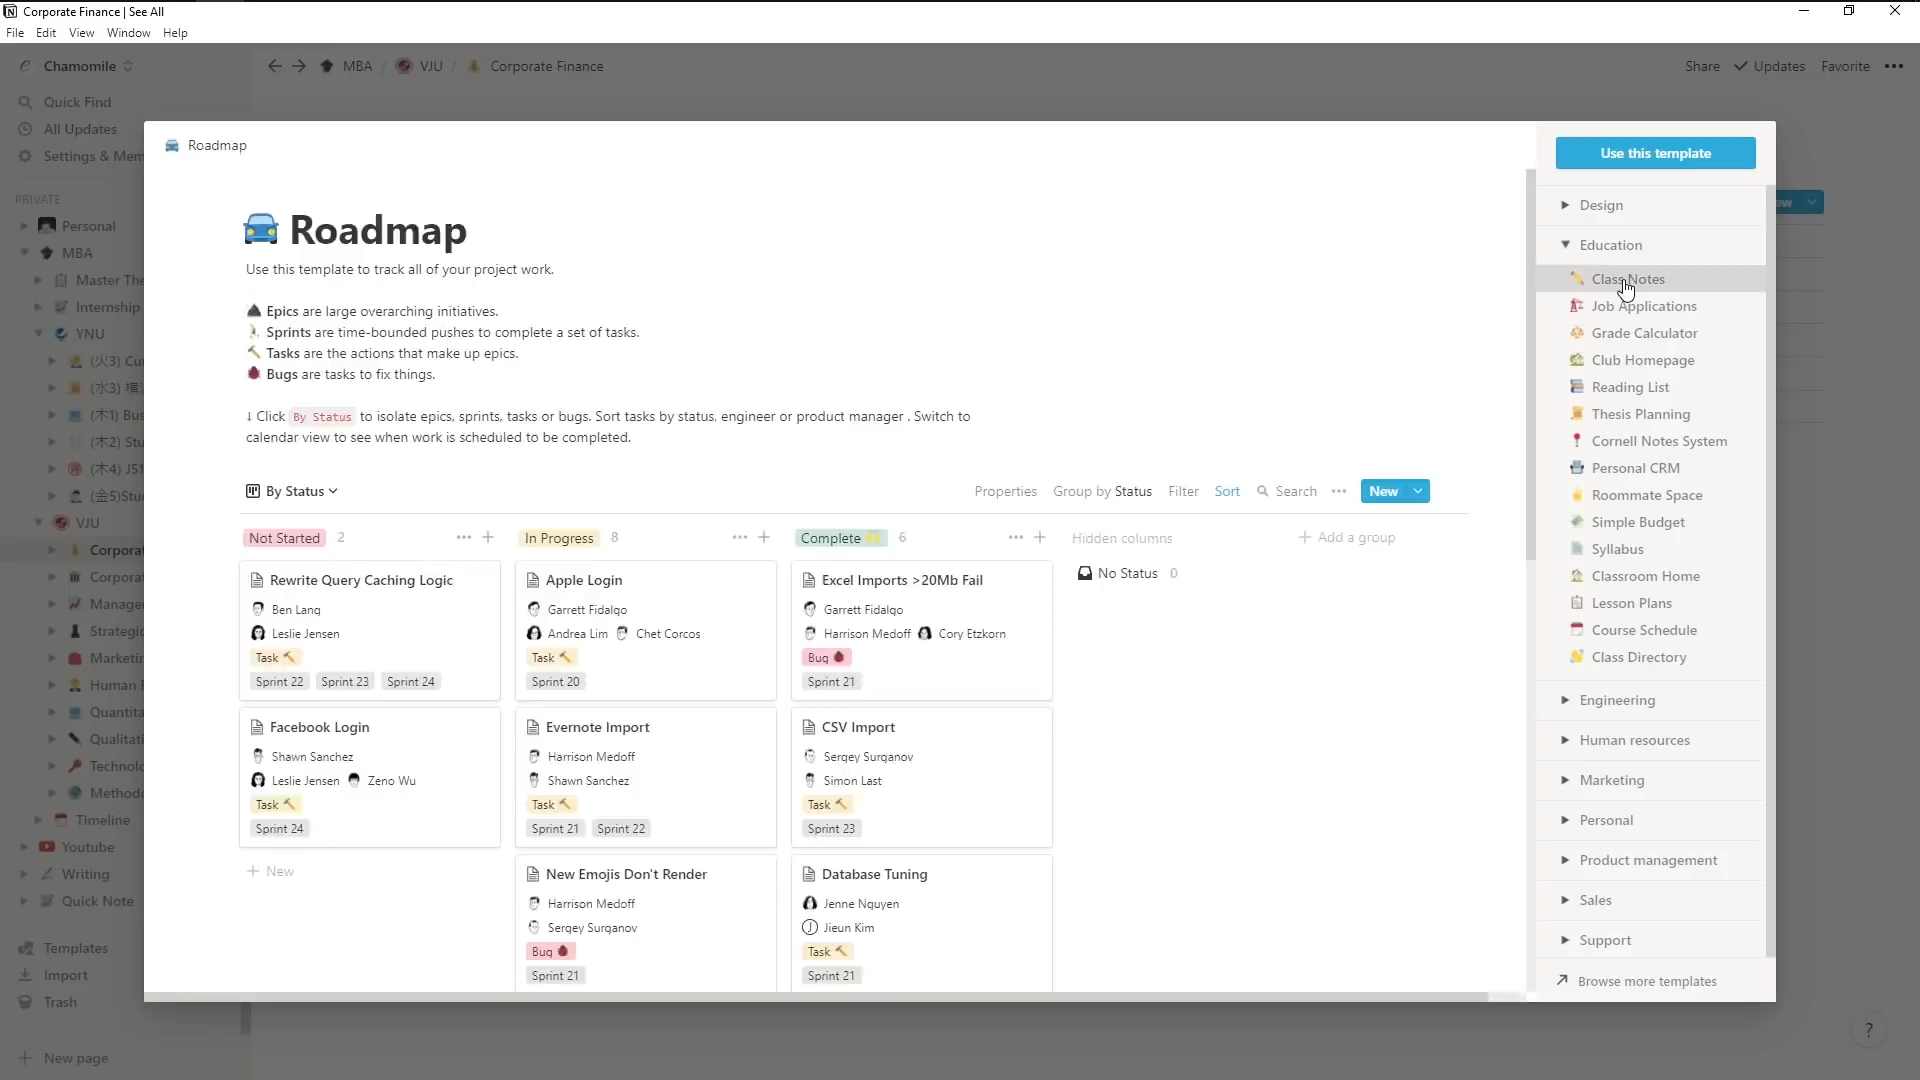 Corporate Finance | See All
File Edit View Window Help
Chamomile
MBA / VJU / Corporate Finance
Share Updates Favorite
Quick Find
All Updates
Settings & Mem
PRIVATE
Personal
MBA
Master The
Internship
YNU
(火3) Cu
(水3) 横
(木1) Bus
(木2) Stu
(木4) J51
(金5)Stu
VJU
Corporat
Corporat
Manage
Strategi
Marketi
Human
Quantita
Qualitati
Technol
Method
Timeline
Youtube
Writing
Quick Note
Templates
Import
Trash
New page
Roadmap
Roadmap
Use this template to track all of your project work.
Epics are large overarching initiatives.
Sprints are time-bounded pushes to complete a set of tasks.
Tasks are the actions that make up epics.
Bugs are tasks to fix things.
↓ Click By Status to isolate epics, sprints, tasks or bugs. Sort tasks by status, engineer or product manager . Switch to
calendar view to see when work is scheduled to be completed.
By Status
Properties Group by Status Filter Sort Search New
Not Started 2
Rewrite Query Caching Logic
Ben Lang
Leslie Jensen
Task
Sprint 22 Sprint 23 Sprint 24
Facebook Login
Shawn Sanchez
Leslie Jensen Zeno Wu
Task
Sprint 24
New
In Progress 8
Apple Login
Garrett Fidalgo
Andrea Lim Chet Corcos
Task
Sprint 20
Evernote Import
Harrison Medoff
Shawn Sanchez
Task
Sprint 21 Sprint 22
New Emojis Don't Render
Harrison Medoff
Sergey Surganov
Bug
Sprint 21
Complete 6
Excel Imports >20Mb Fail
Garrett Fidalgo
Harrison Medoff Cory Etzkorn
Bug
Sprint 21
CSV Import
Sergey Surganov
Simon Last
Task
Sprint 23
Database Tuning
Jenne Nguyen
J Jieun Kim
Task
Sprint 21
Hidden columns
No Status 0
Add a group
Use this template
Design
Education
Class Notes
Job Applications
Grade Calculator
Club Homepage
Reading List
Thesis Planning
Cornell Notes System
Personal CRM
Roommate Space
Simple Budget
Syllabus
Classroom Home
Lesson Plans
Course Schedule
Class Directory
Engineering
Human resources
Marketing
Personal
Product management
Sales
Support
Browse more templates
ew
?